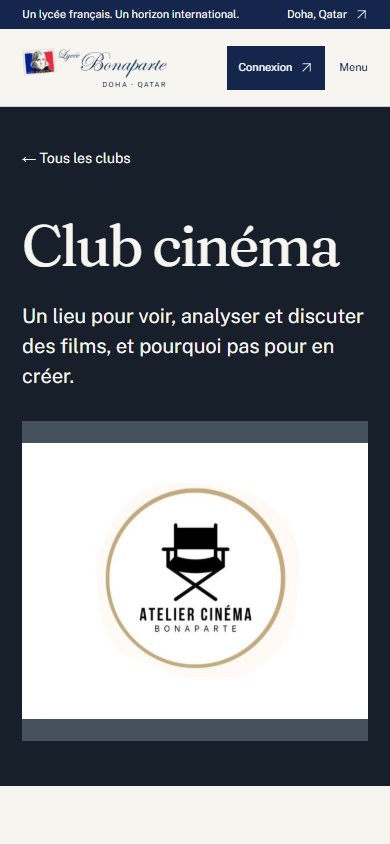 Un lycée français. Un horizon international.
Doha, Qatar
Lycée Bonaparte
DOHA · QATAR
Connexion
Menu
← Tous les clubs
Club cinéma
Un lieu pour voir, analyser et discuter
des films, et pourquoi pas pour en
créer.
ATELIER CINÉMA
BONAPARTE